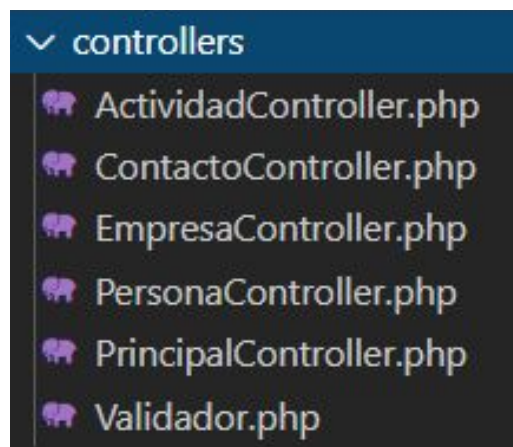 controllers
ActividadController.php
ContactoController.php
EmpresaController.php
PersonaController.php
PrincipalController.php
Validador.php